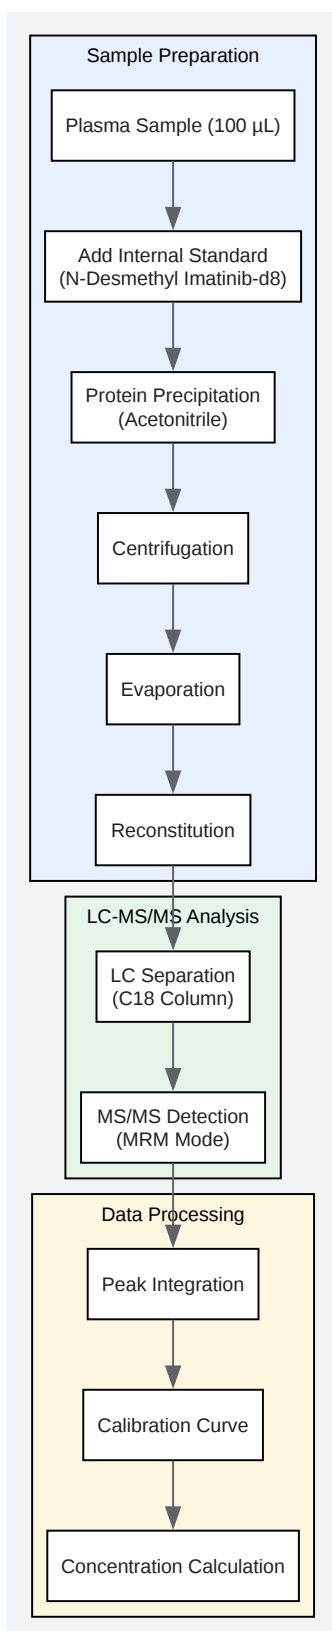 Sample Preparation
Plasma Sample (100 µL)
Add Internal Standard
(N-Desmethyl Imatinib-d8)
Protein Precipitation
(Acetonitrile)
Centrifugation
Evaporation
Reconstitution
LC-MS/MS Analysis
LC Separation
(C18 Column)
MS/MS Detection
(MRM Mode)
Data Processing
Peak Integration
Calibration Curve
Concentration Calculation